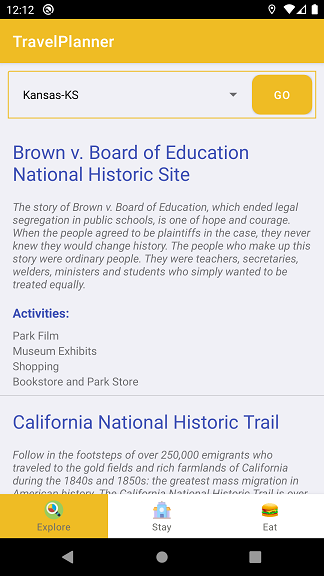 12:12
TravelPlanner
Kansas-KS
GO
Brown v. Board of Education
National Historic Site
The story of Brown v. Board of Education, which ended legal
segregation in public schools, is one of hope and courage.
When the people agreed to be plaintiffs in the case, they never
knew they would change history. The people who make up this
story were ordinary people. They were teachers, secretaries,
welders, ministers and students who simply wanted to be
treated equally.
Activities:
Park Film
Museum Exhibits
Shopping
Bookstore and Park Store
California National Historic Trail
Follow in the footsteps of over 250,000 emigrants who
traveled to the gold fields and rich farmlands of California
during the 1840s and 1850s: the greatest mass migration in
American history. The California National Historic Trail is over
Explore
Stay
Eat